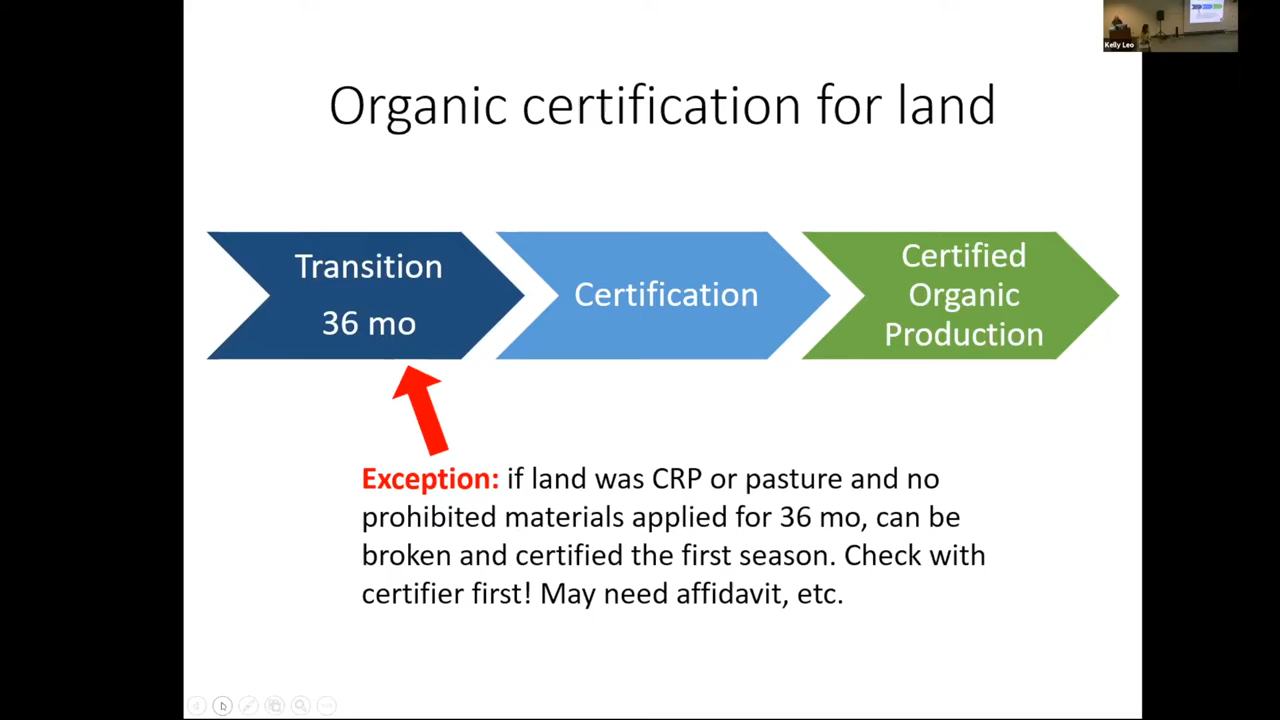 Kelly Leo
Organic certification for land
Transition
36 mo
Certification
Certified
Organic
Production
Exception: if land was CRP or pasture and no
prohibited materials applied for 36 mo, can be
broken and certified the first season. Check with
certifier first! May need affidavit, etc.